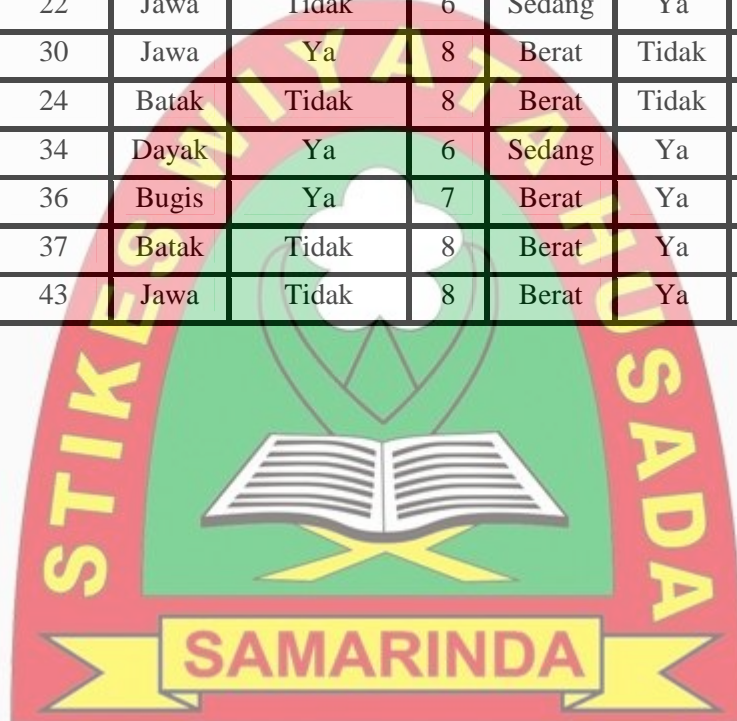 22 Jawa Tidak 6 Sedang Ya
30 Jawa Ya 8 Berat Tidak
24 Batak Tidak 8 Berat Tidak
34 Dayak Ya 6 Sedang Ya
36 Bugis Ya 7 Berat Ya
37 Batak Tidak 8 Berat Ya
43 Jawa Tidak 8 Berat Ya
STIKES WIYATA HUSADA
SAMARINDA